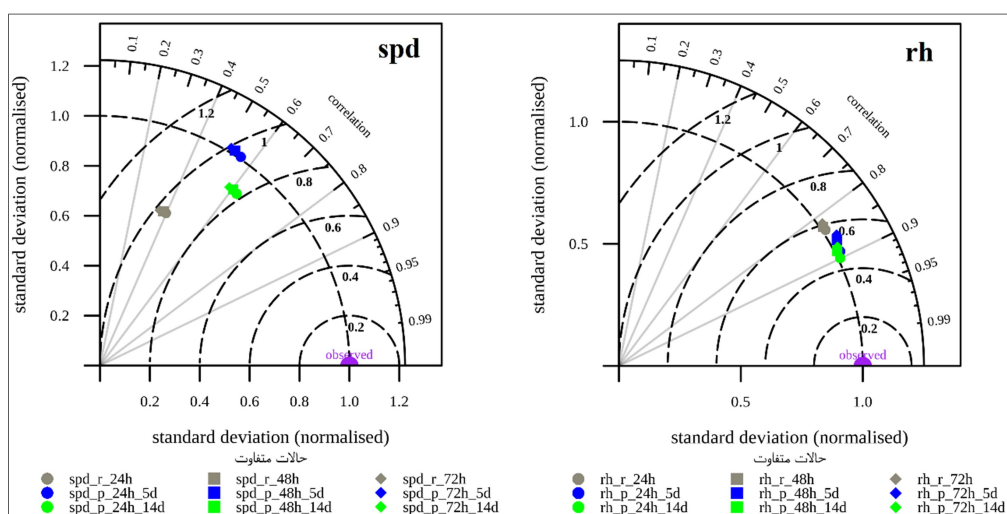 spd
standard deviation (normalised)
1.2
1.0
0.8
0.6
0.4
0.2
0.1
0.2
0.3
0.4
0.5
0.6
0.7
0.8
0.9
0.95
0.99
correlation
1.2
1
0.8
0.6
0.4
0.2
observed
0.2
0.4
0.6
0.8
1.0
1.2
standard deviation (normalised)
حالات متفاوت
spd_r_24h spd_r_48h spd_r_72h
spd_p_24h_5d spd_p_48h_5d spd_p_72h_5d
spd_p_24h_14d spd_p_48h_14d spd_p_72h_14d
rh
standard deviation (normalised)
1.0
0.5
0.1
0.2
0.3
0.4
0.5
0.6
0.7
0.8
0.9
0.95
0.99
correlation
1.2
1
0.8
0.6
0.4
0.2
observed
0.5
1.0
standard deviation (normalised)
حالات متفاوت
rh_r_24h rh_r_48h rh_r_72h
rh_p_24h_5d rh_p_48h_5d rh_p_72h_5d
rh_p_24h_14d rh_p_48h_14d rh_p_72h_14d